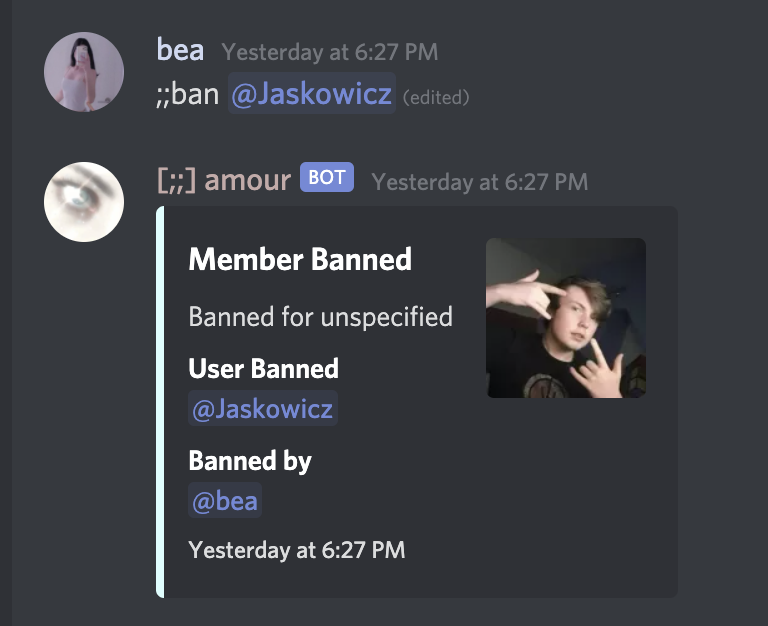 bea Yesterday at 6:27 PM
;;ban @Jaskowicz (edited)
[;;] amour BOT Yesterday at 6:27 PM
Member Banned
Banned for unspecified
User Banned
@Jaskowicz
Banned by
@bea
Yesterday at 6:27 PM